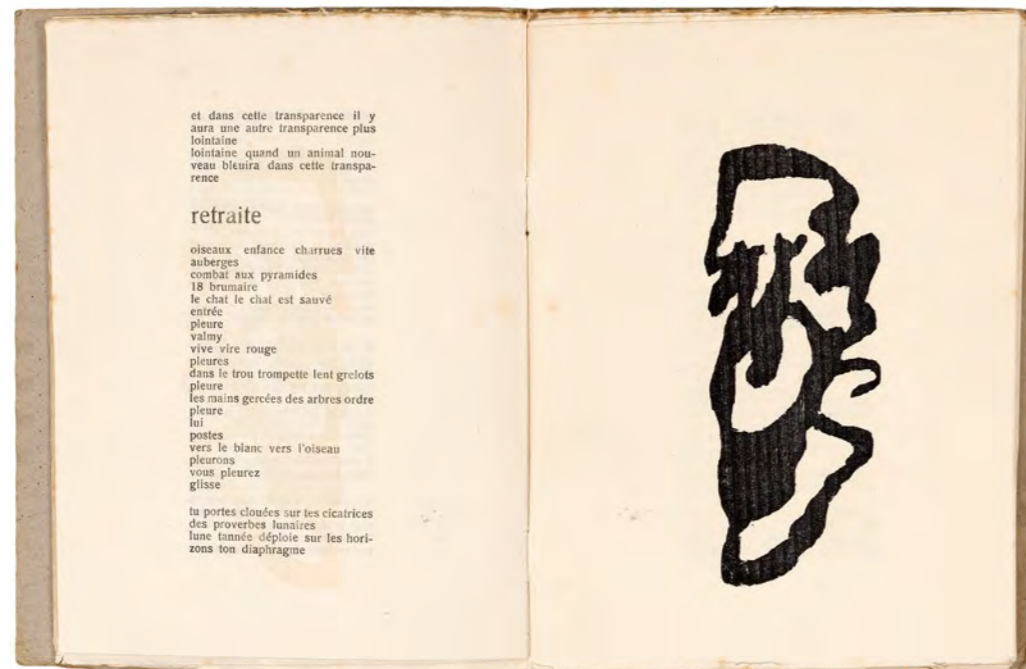 et dans cette transparence il y
aura une autre transparence plus
lointaine
lointaine quand un animal nou-
veau bleuira dans cette transpa-
rence
retraite
oiseaux enfance charrues vite
auberges
combat aux pyramides
18 brumaire
le chat le chat est sauvé
entrée
pleure
valmy
vive vire rouge
pleures
dans le trou trompette lent grelots
pleure
les mains gercées des arbres ordre
pleure
lui
postes
vers le blanc vers l'oiseau
pleurons
vous pleurez
glisse
tu portes clouées sur tes cicatrices
des proverbes lunaires
lune tannée déploie sur les hori-
zons ton diaphragme